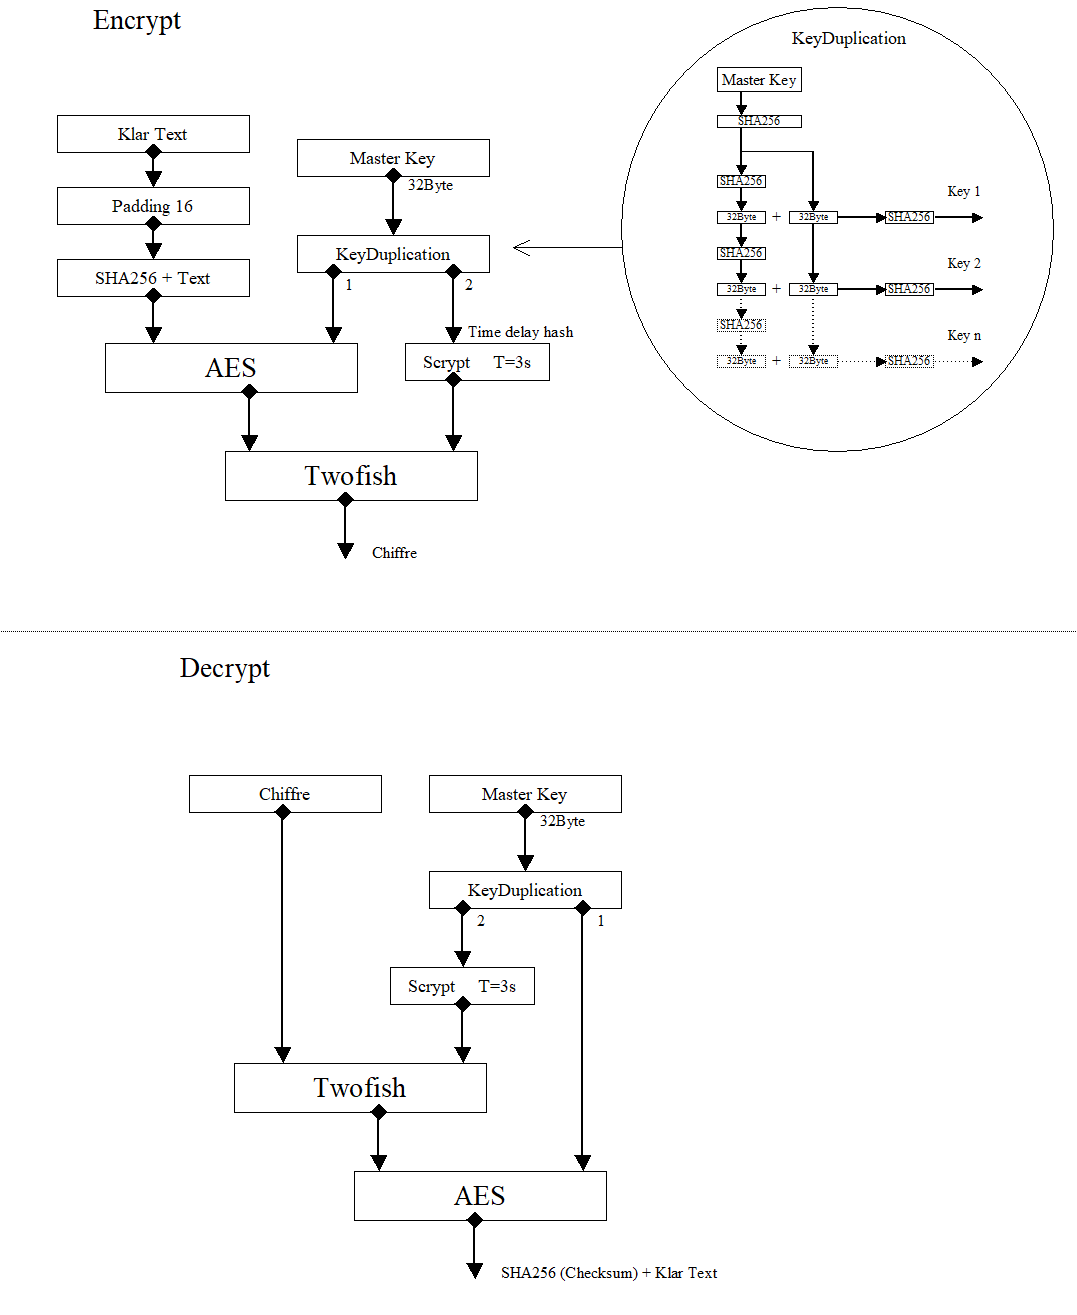 Encrypt
KeyDuplication
Master Key
SHA256
SHA256
Key 1
32Byte + 32Byte SHA256
SHA256
Key 2
32Byte + 32Byte SHA256
SHA256
Key n
32Byte + 32Byte SHA256
Klar Text
Master Key
32Byte
Padding 16
KeyDuplication
SHA256 + Text
1
2
Time delay hash
AES
Scrypt T=3s
Twofish
Chiffre
Decrypt
Chiffre
Master Key
32Byte
KeyDuplication
2
1
Scrypt T=3s
Twofish
AES
SHA256 (Checksum) + Klar Text